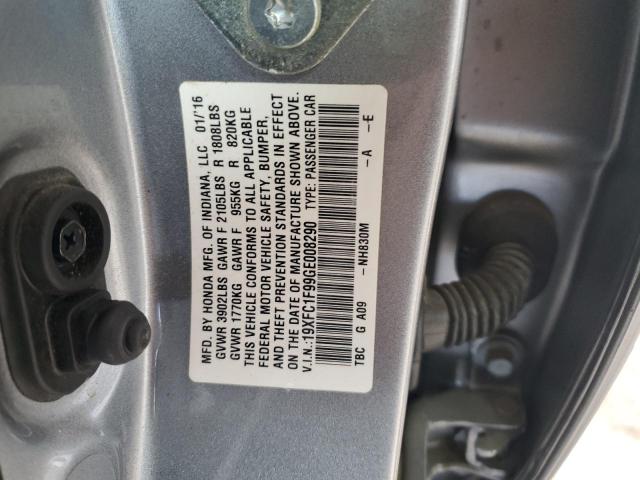 MFD. BY HONDA MFG. OF INDIANA, LLC 01/'16
GVWR 3902LBS GAWR F 2105LBS R 1808LBS
GVWR 1770KG GAWR F 955KG R 820KG
THIS VEHICLE CONFORMS TO ALL APPLICABLE
FEDERAL MOTOR VEHICLE SAFETY, BUMPER,
AND THEFT PREVENTION STANDARDS IN EFFECT
ON THE DATE OF MANUFACTURE SHOWN ABOVE.
V.I.N.:19XFC1F99GE008290 TYPE: PASSENGER CAR
TBC G A09 –NH830M –A –E